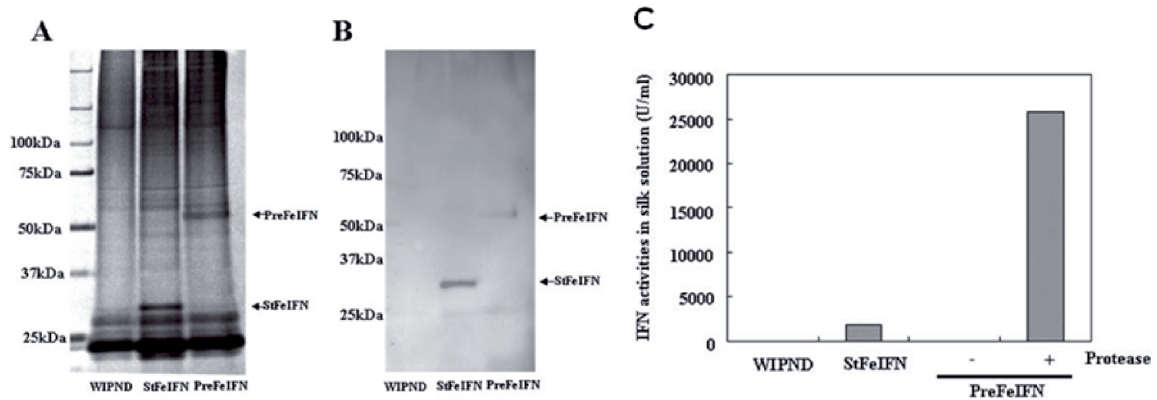 A
100kDa
75kDa
50kDa
37kDa
25kDa
←PreFeIFN
←StFeIFN
WIPND StFeIFN PreFeIFN
B
100kDa
75kDa
50kDa
37kDa
25kDa
←PreFeIFN
←StFeIFN
WIPND StFeIFN PreFeIFN
C
IFN activities in silk solution (U/ml)
30000
25000
20000
15000
10000
5000
0
WIPND StFeIFN - + Protease
PreFeIFN